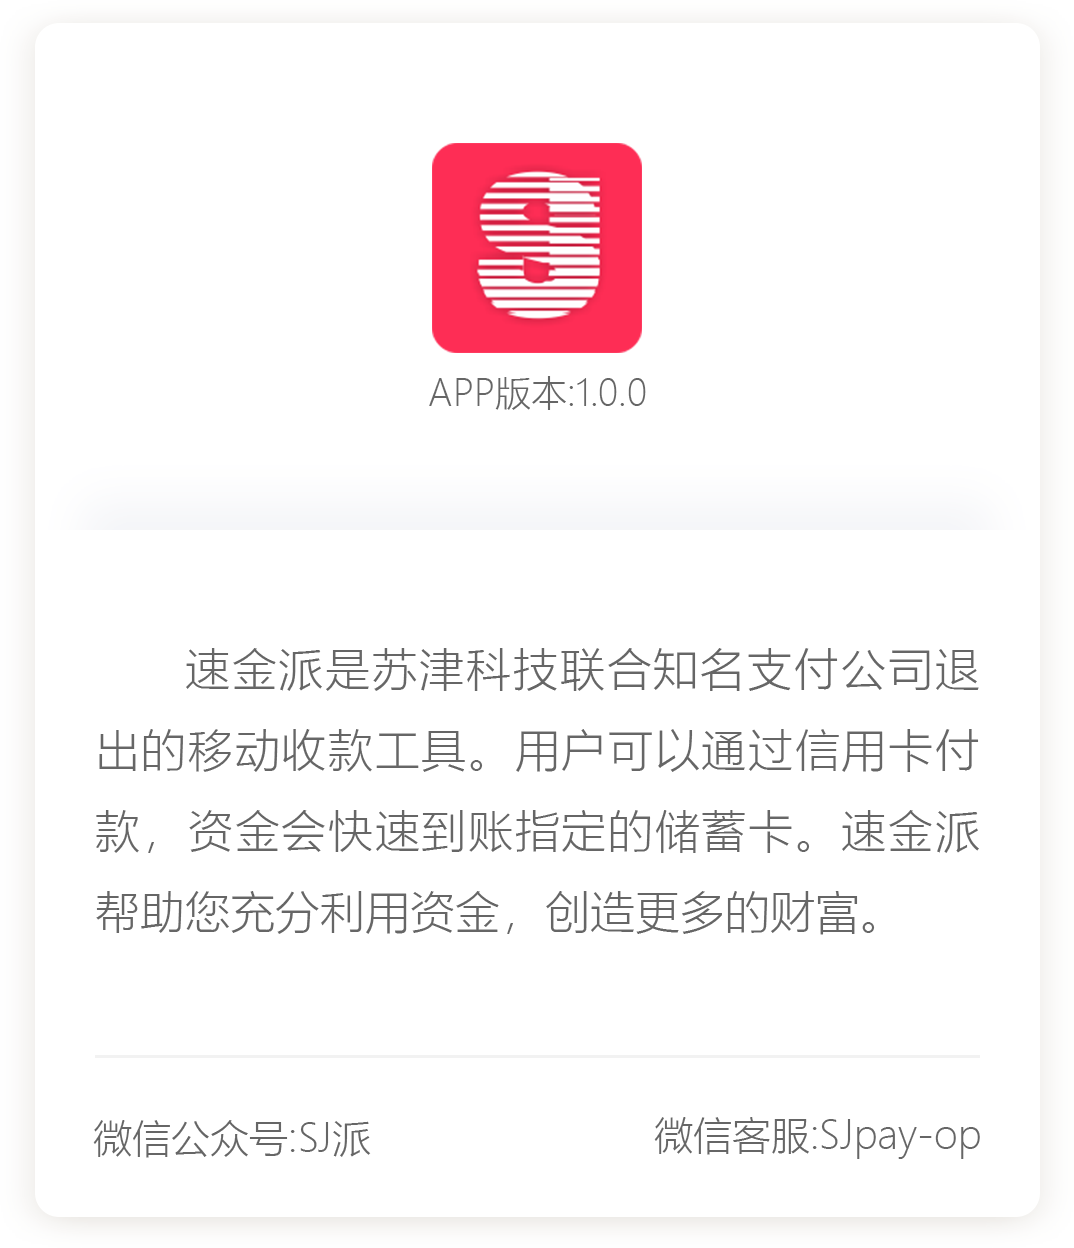 APP版本:1.0.0
速金派是苏津科技联合知名支付公司退
出的移动收款工具。用户可以通过信用卡付
款，资金会快速到账指定的储蓄卡。速金派
帮助您充分利用资金，创造更多的财富。
微信公众号:SJ派
微信客服:SJpay-op